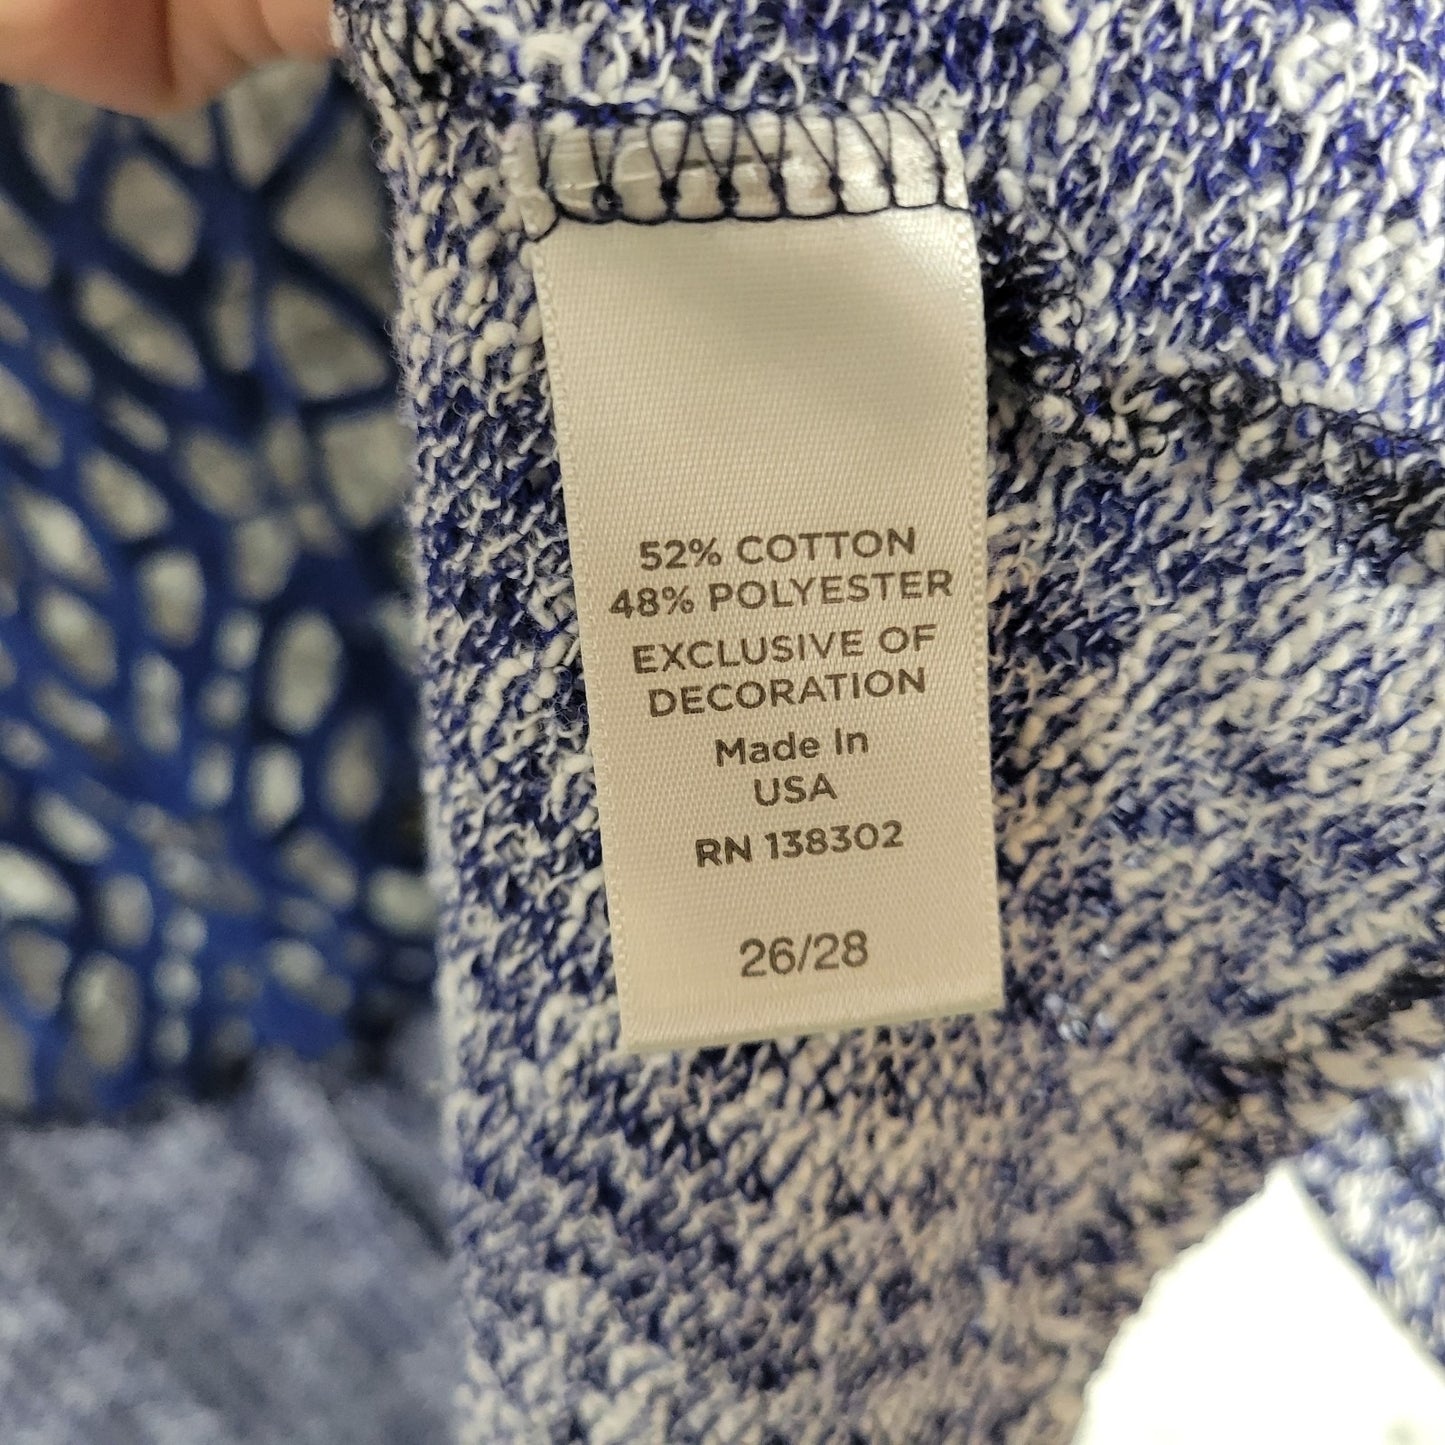 52% COTTON
48% POLYESTER
EXCLUSIVE OF
DECORATION
Made In
USA
RN 138302
26/28